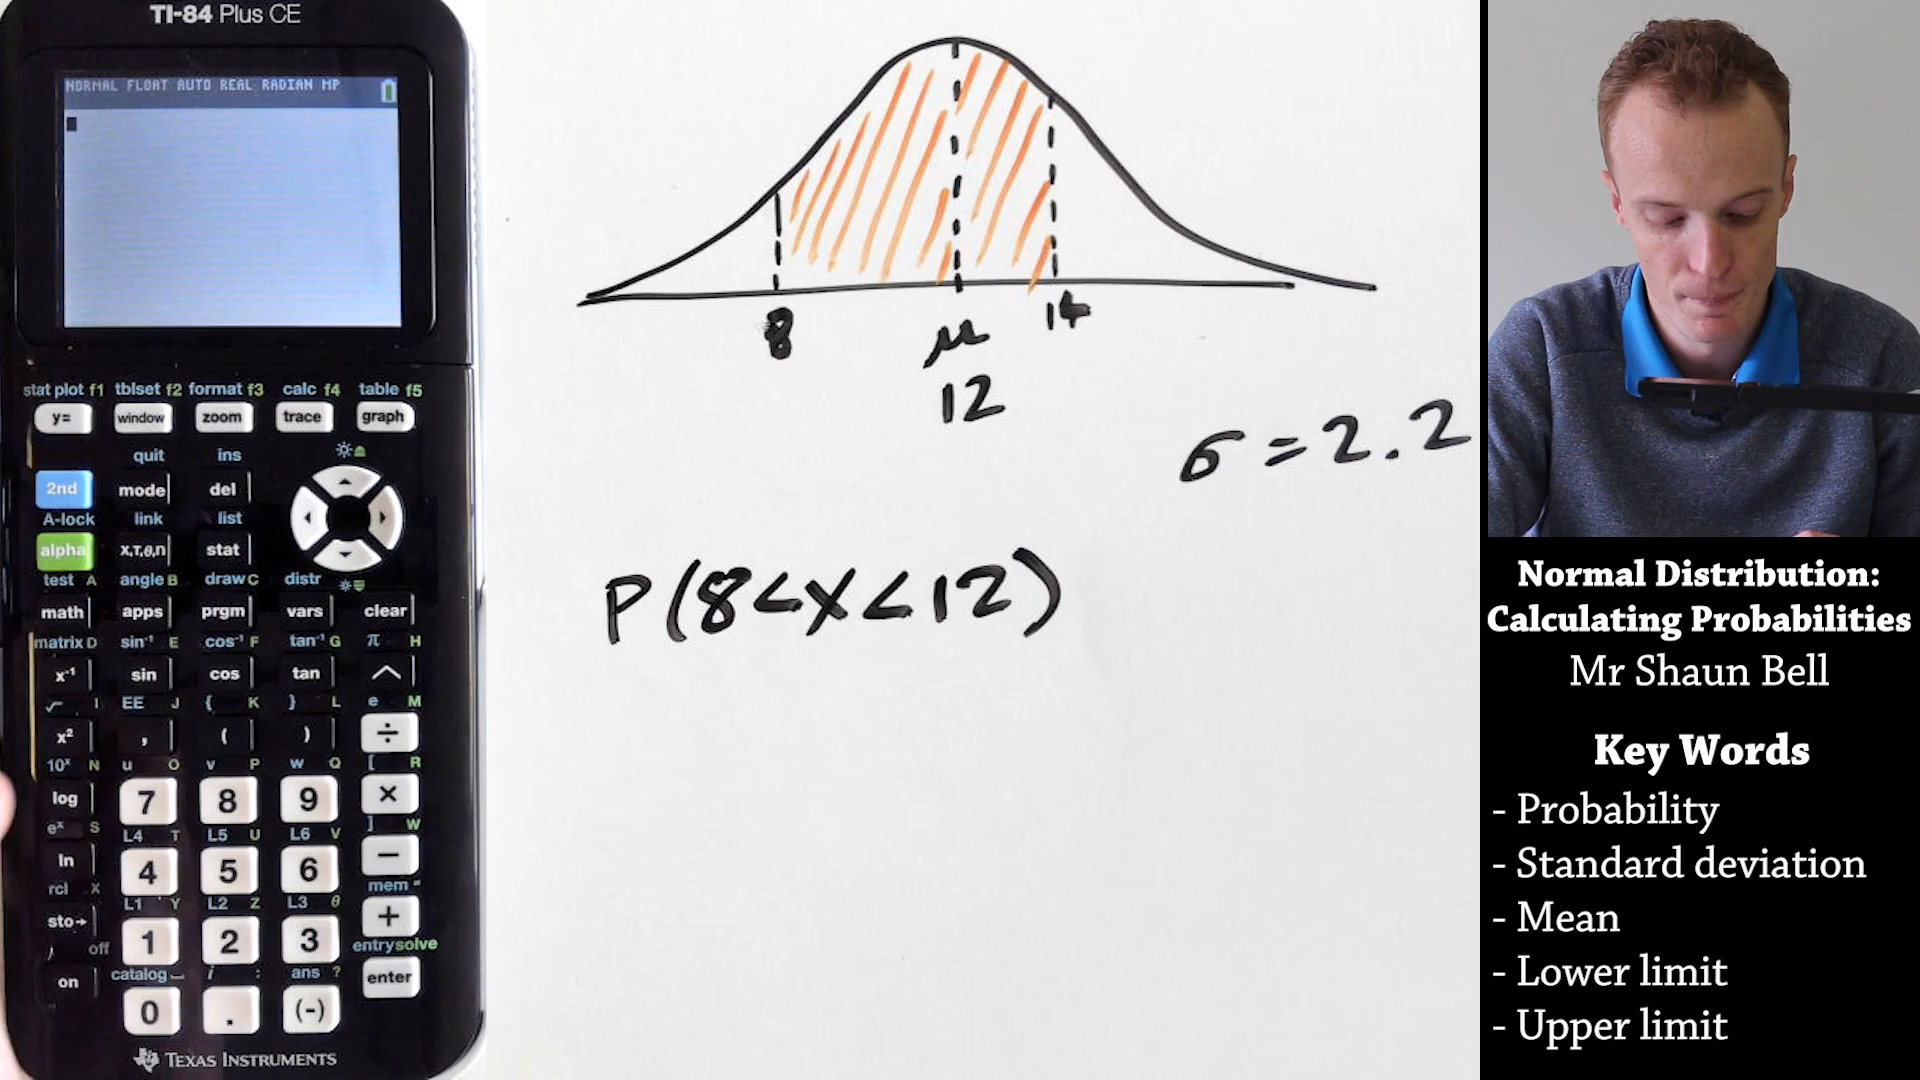 TI-84 Plus CE
NORMAL FLOAT AUTO REAL RADIAN MP
stat plot f1 tblset f2 format f3 calc f4 table f5
y= window zoom trace graph
quit ins
2nd mode del
A-lock link list
alpha X,T,θ,n stat
test A angle B draw C distr
math apps prgm vars clear
matrix D sin⁻¹ E cos⁻¹ F tan⁻¹ G π H
x⁻¹ sin cos tan ^
√ I EE J { K } L e M
x² , ( ) ÷
10ˣ N u O v P w Q [ R
log 7 8 9 ×
eˣ S L4 T L5 U L6 V ] W
ln 4 5 6 −
rcl X L1 Y L2 Z L3 θ mem "
sto→ 1 2 3 +
off catalog i : ans ? entry solve
on 0 . (-) enter
TEXAS INSTRUMENTS
8 μ 14
12
σ = 2.2
P(8<X<12)
Normal Distribution:
Calculating Probabilities
Mr Shaun Bell
Key Words
- Probability
- Standard deviation
- Mean
- Lower limit
- Upper limit